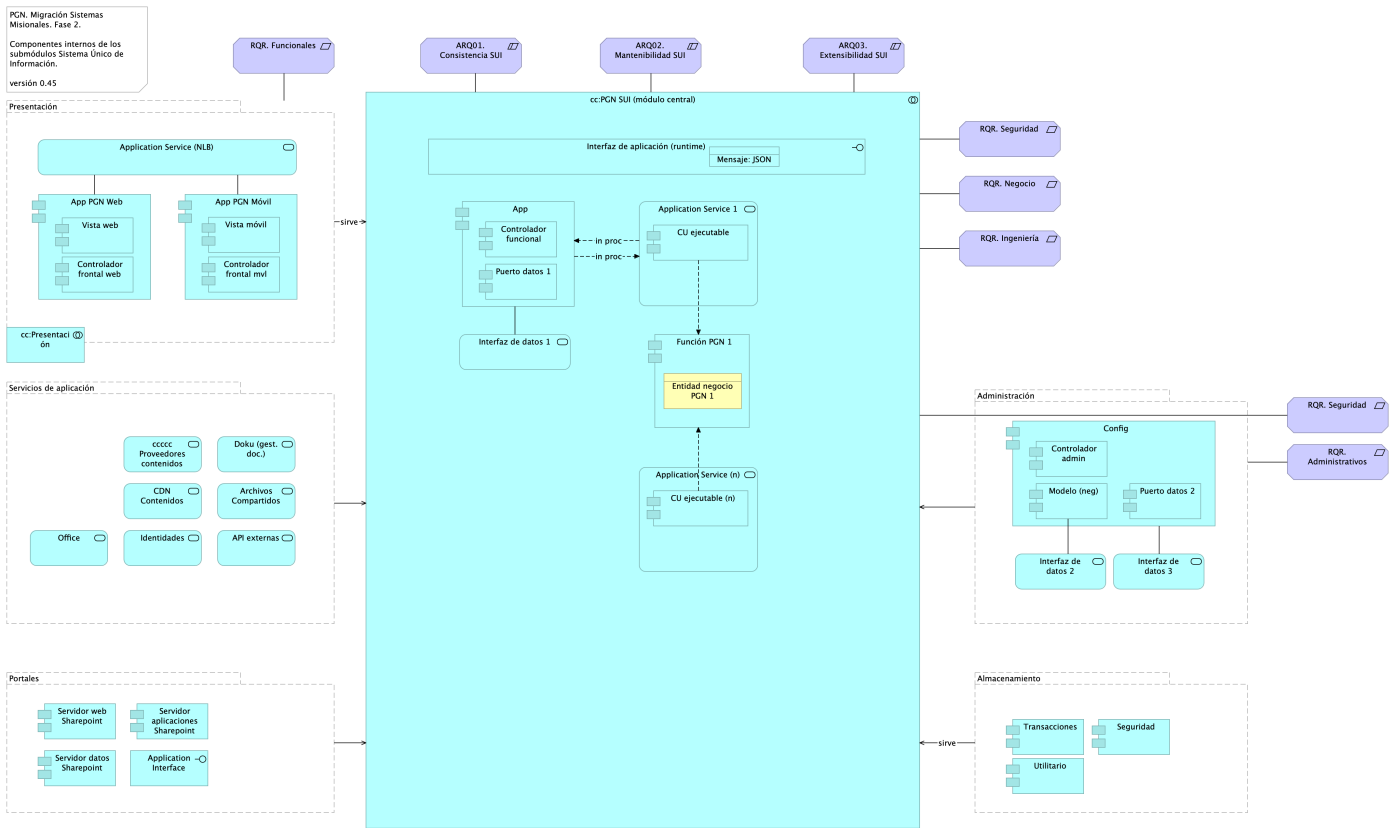 PGN. Migración Sistemas
Misionales. Fase 2.
Componentes internos de los
submódulos Sistema Único de
Información.
versión 0.45
RQR. Funcionales
ARQ01.
Consistencia SUI
ARQ02.
Mantenibilidad SUI
ARQ03.
Extensibilidad SUI
Presentación
Application Service (NLB)
App PGN Web
Vista web
Controlador
frontal web
App PGN Móvil
Vista móvil
Controlador
frontal mvl
cc:Presentaci
ón
sirve
cc:PGN SUI (módulo central)
Interfaz de aplicación (runtime)
Mensaje: JSON
App
Controlador
funcional
Puerto datos 1
Interfaz de datos 1
in proc
in proc
Application Service 1
CU ejecutable
Función PGN 1
Entidad negocio
PGN 1
Application Service (n)
CU ejecutable (n)
RQR. Seguridad
RQR. Negocio
RQR. Ingeniería
Servicios de aplicación
ccccc
Proveedores
contenidos
Doku (gest.
doc.)
CDN
Contenidos
Archivos
Compartidos
Office
Identidades
API externas
Administración
Config
Controlador
admin
Modelo (neg)
Puerto datos 2
Interfaz de
datos 2
Interfaz de
datos 3
RQR. Seguridad
RQR.
Administrativos
Portales
Servidor web
Sharepoint
Servidor
aplicaciones
Sharepoint
Servidor datos
Sharepoint
Application
Interface
Almacenamiento
sirve
Transacciones
Seguridad
Utilitario